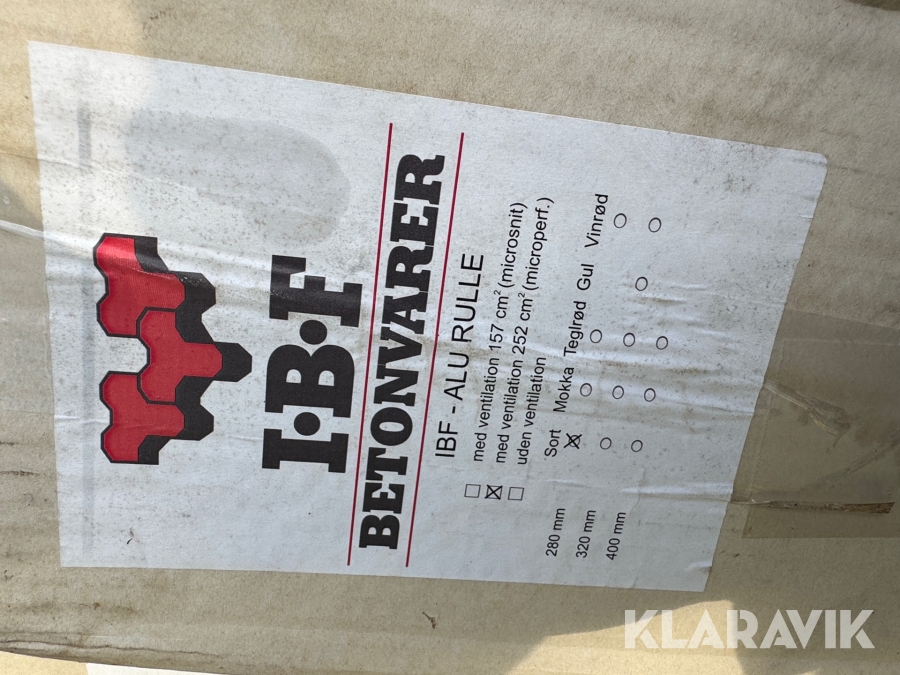 I·B·F
BETONVARER
IBF - ALU RULLE
☐ med ventilation 157 cm² (microsnit)
☒ med ventilation 252 cm² (microperf.)
☐ uden ventilation
Sort Mokka Teglrød Gul Vinrød
280 mm
320 mm
400 mm
KLARAVIK